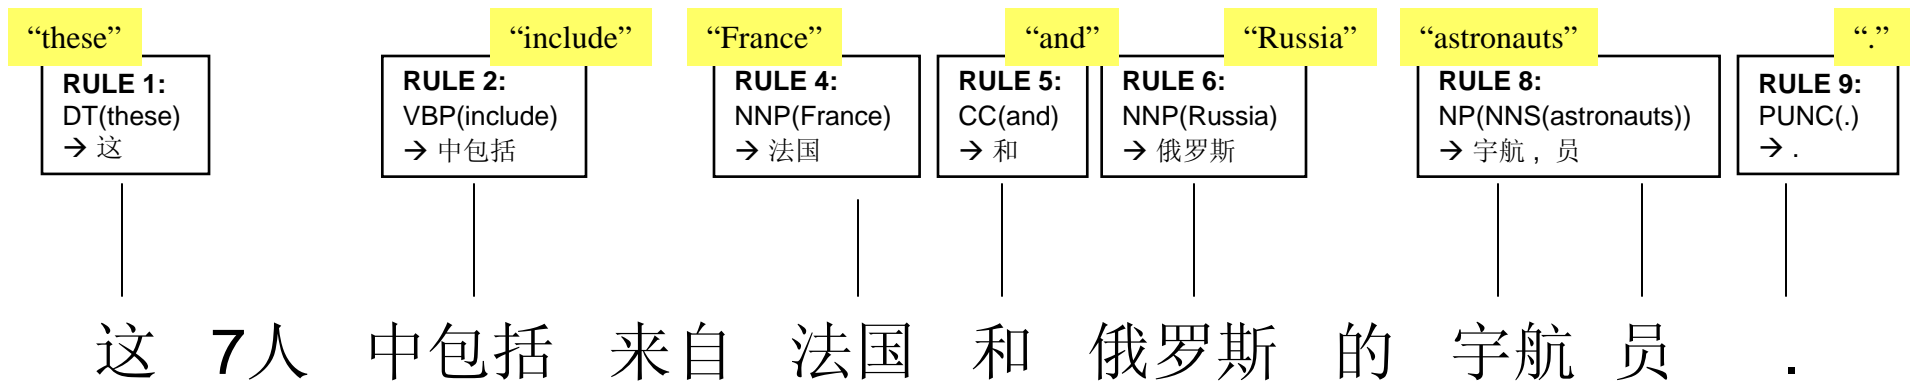 “these” “include” “France” “and” “Russia” “astronauts” “.”
RULE 1:
DT(these)
→ 这
RULE 2:
VBP(include)
→ 中包括
RULE 4:
NNP(France)
→ 法国
RULE 5:
CC(and)
→ 和
RULE 6:
NNP(Russia)
→ 俄罗斯
RULE 8:
NP(NNS(astronauts))
→ 宇航 , 员
RULE 9:
PUNC(.)
→ .
这 7人 中包括 来自 法国 和 俄罗斯 的 宇航 员 .